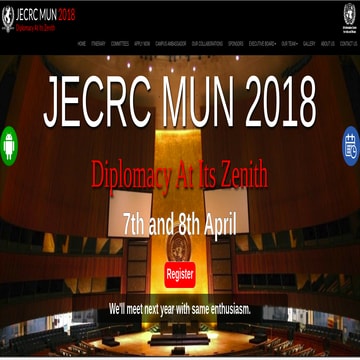 JECRC MUN 2018
Diplomacy At Its Zenith
HOME ITINERARY COMMITTEES APPLY NOW CAMPUS AMBASSADOR OUR COLLABORATIONS SPONSORS EXECUTIVE BOARD OUR TEAM GALLERY ABOUT US CONTACT US
JECRC MUN 2018
Diplomacy At Its Zenith
7th and 8th April
Register
We'll meet next year with same enthusiasm.